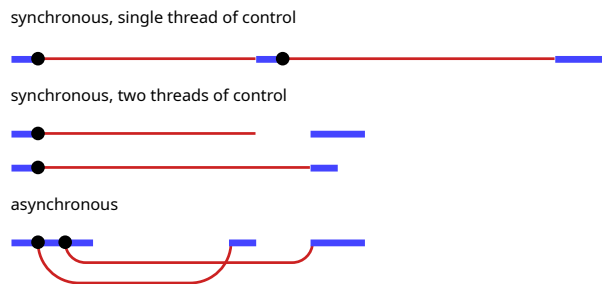 synchronous, single thread of control
synchronous, two threads of control
asynchronous